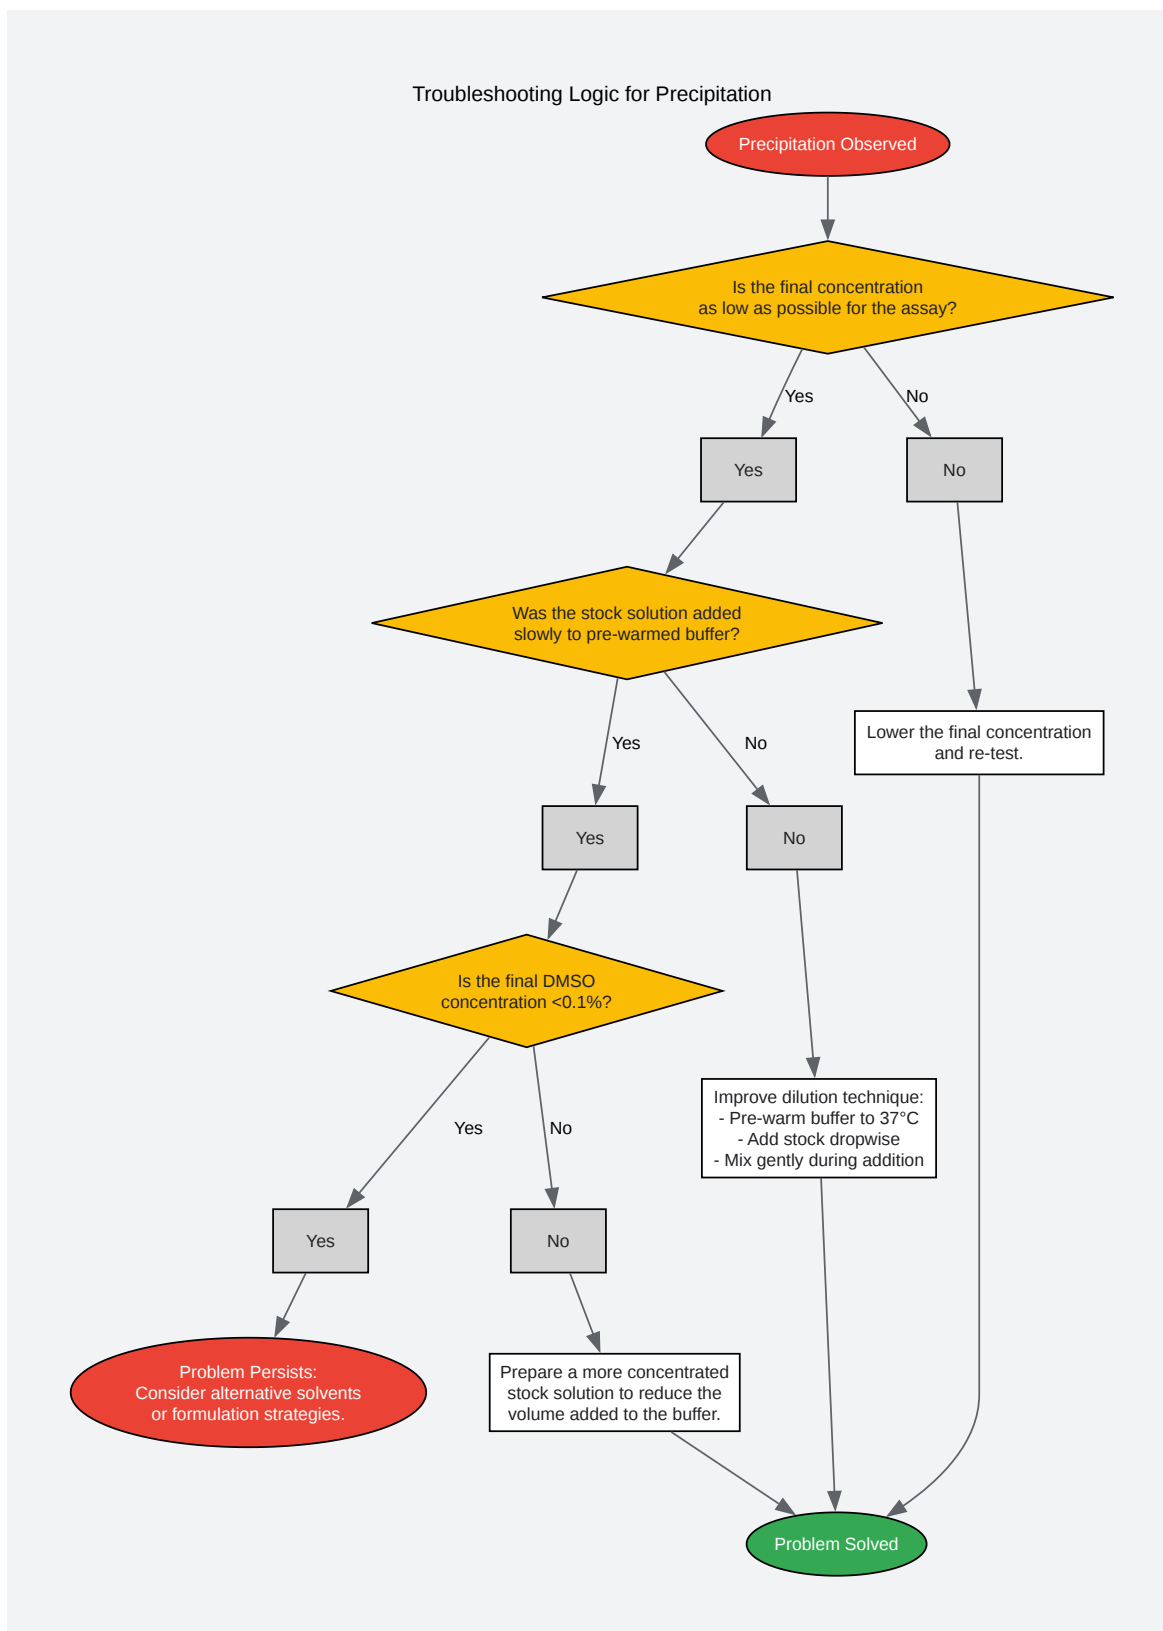 Troubleshooting Logic for Precipitation
Precipitation Observed
Is the final concentration
as low as possible for the assay?
Yes
No
Yes
No
Was the stock solution added
slowly to pre-warmed buffer?
Lower the final concentration
and re-test.
Yes
No
Yes
No
Is the final DMSO
concentration <0.1%?
Improve dilution technique:
- Pre-warm buffer to 37°C
- Add stock dropwise
- Mix gently during addition
Yes
No
Yes
No
Problem Persists:
Consider alternative solvents
or formulation strategies.
Prepare a more concentrated
stock solution to reduce the
volume added to the buffer.
Problem Solved